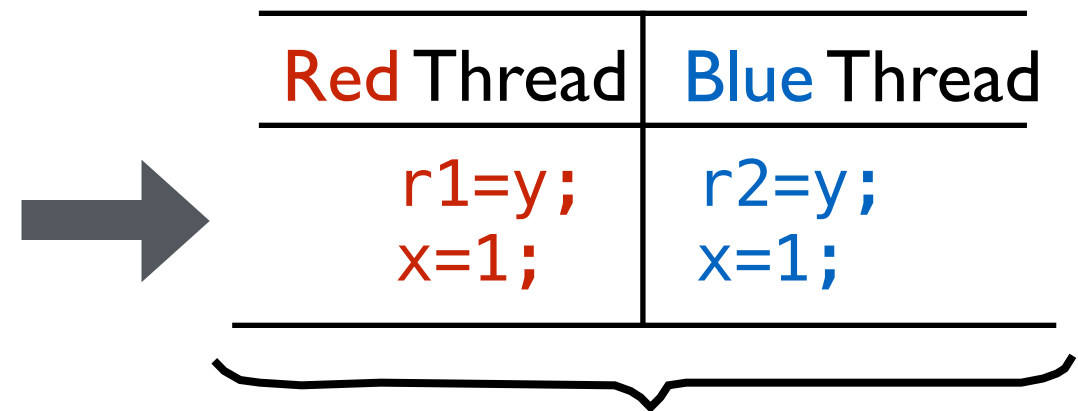 Red Thread Blue Thread
r1=y; r2=y;
x=1; x=1;